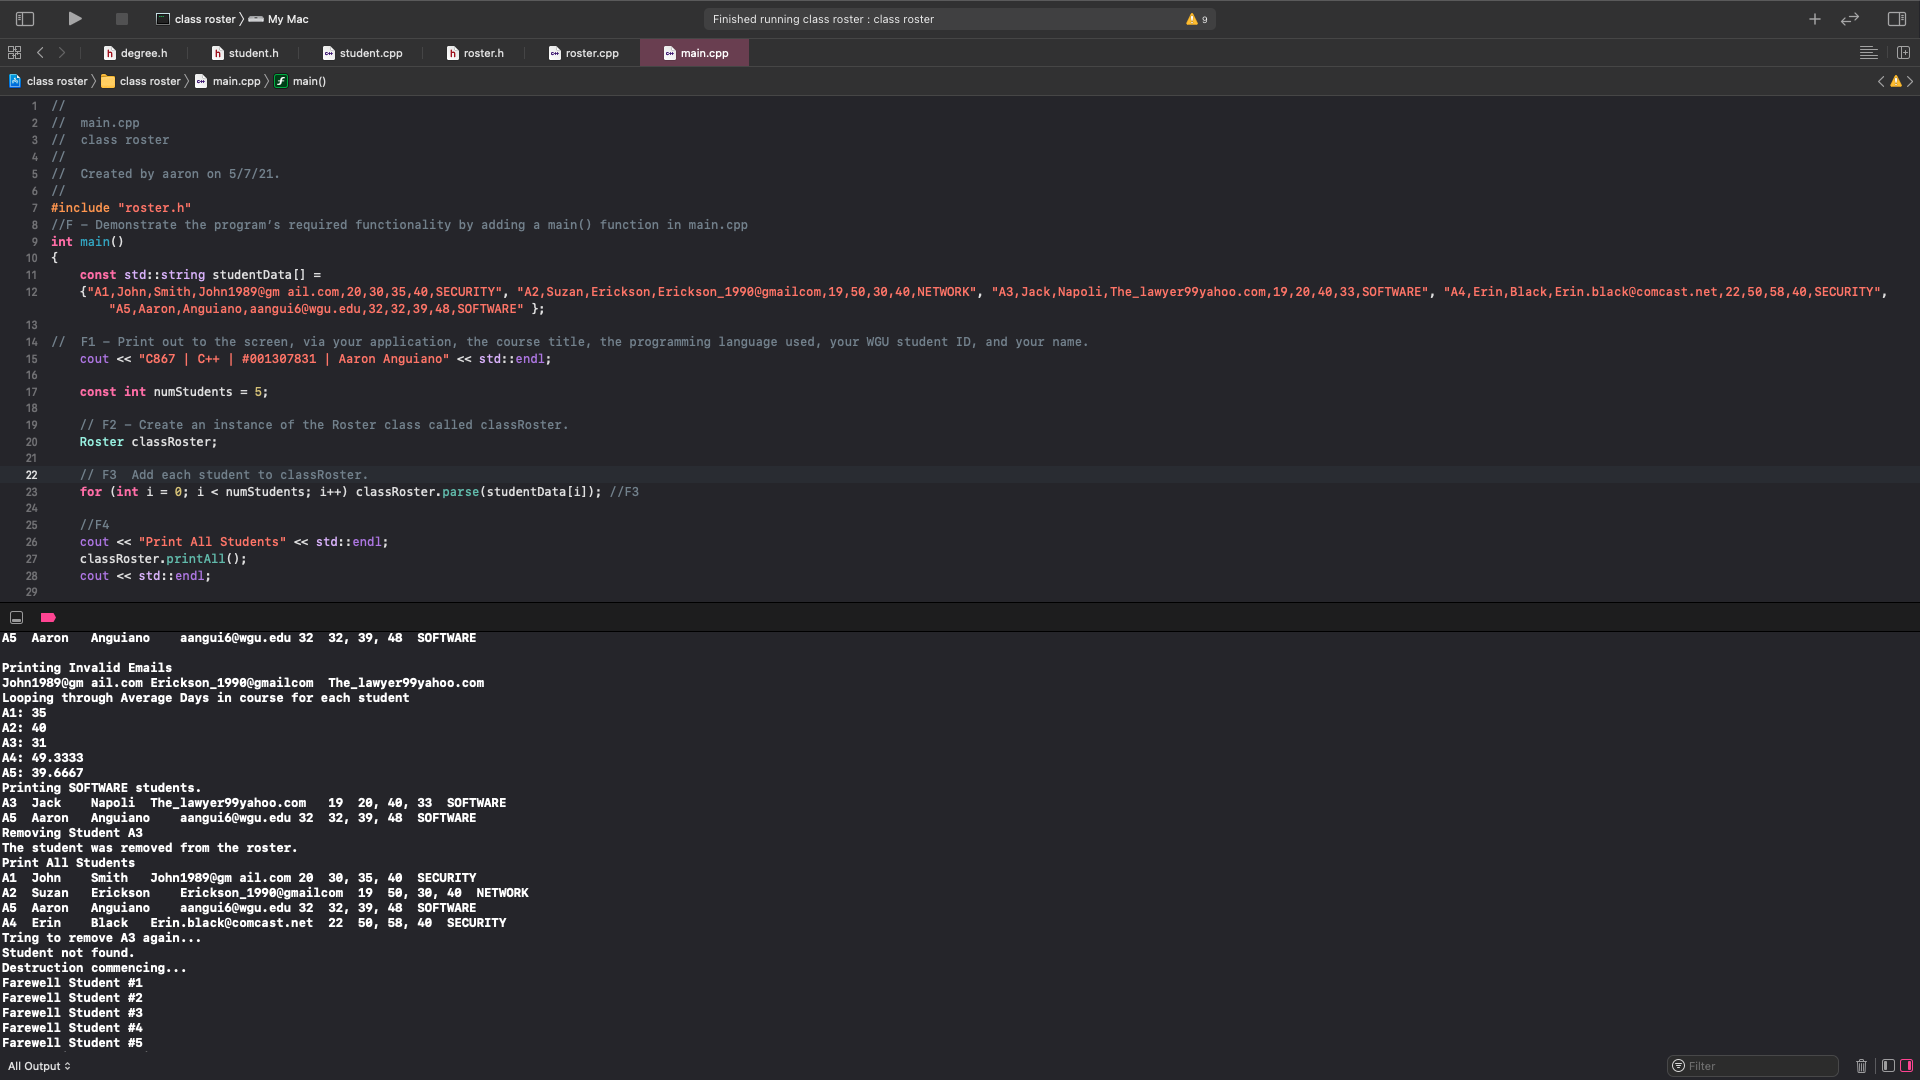 class roster 〉 My Mac
Finished running class roster : class roster
9
degree.h student.h student.cpp roster.h roster.cpp main.cpp
class roster 〉 class roster 〉 main.cpp 〉 main()
1 //
2 //  main.cpp
3 //  class roster
4 //
5 //  Created by aaron on 5/7/21.
6 //
7 #include "roster.h"
8 //F – Demonstrate the program’s required functionality by adding a main() function in main.cpp
9 int main()
10 {
11     const std::string studentData[] =
12     {"A1,John,Smith,John1989@gm ail.com,20,30,35,40,SECURITY", "A2,Suzan,Erickson,Erickson_1990@gmailcom,19,50,30,40,NETWORK", "A3,Jack,Napoli,The_lawyer99yahoo.com,19,20,40,33,SOFTWARE", "A4,Erin,Black,Erin.black@comcast.net,22,50,58,40,SECURITY",
"A5,Aaron,Anguiano,aangui6@wgu.edu,32,32,39,48,SOFTWARE" };
13
14 //  F1 – Print out to the screen, via your application, the course title, the programming language used, your WGU student ID, and your name.
15     cout << "C867 | C++ | #001307831 | Aaron Anguiano" << std::endl;
16
17     const int numStudents = 5;
18
19     // F2 – Create an instance of the Roster class called classRoster.
20     Roster classRoster;
21
22     // F3  Add each student to classRoster.
23     for (int i = 0; i < numStudents; i++) classRoster.parse(studentData[i]); //F3
24
25     //F4
26     cout << "Print All Students" << std::endl;
27     classRoster.printAll();
28     cout << std::endl;
29
A5  Aaron   Anguiano    aangui6@wgu.edu 32  32, 39, 48  SOFTWARE
Printing Invalid Emails
John1989@gm ail.com Erickson_1990@gmailcom  The_lawyer99yahoo.com
Looping through Average Days in course for each student
A1: 35
A2: 40
A3: 31
A4: 49.3333
A5: 39.6667
Printing SOFTWARE students.
A3  Jack    Napoli  The_lawyer99yahoo.com   19  20, 40, 33  SOFTWARE
A5  Aaron   Anguiano    aangui6@wgu.edu 32  32, 39, 48  SOFTWARE
Removing Student A3
The student was removed from the roster.
Print All Students
A1  John    Smith   John1989@gm ail.com 20  30, 35, 40  SECURITY
A2  Suzan   Erickson    Erickson_1990@gmailcom  19  50, 30, 40  NETWORK
A5  Aaron   Anguiano    aangui6@wgu.edu 32  32, 39, 48  SOFTWARE
A4  Erin    Black   Erin.black@comcast.net  22  50, 58, 40  SECURITY
Tring to remove A3 again...
Student not found.
Destruction commencing...
Farewell Student #1
Farewell Student #2
Farewell Student #3
Farewell Student #4
Farewell Student #5
All Output
Filter